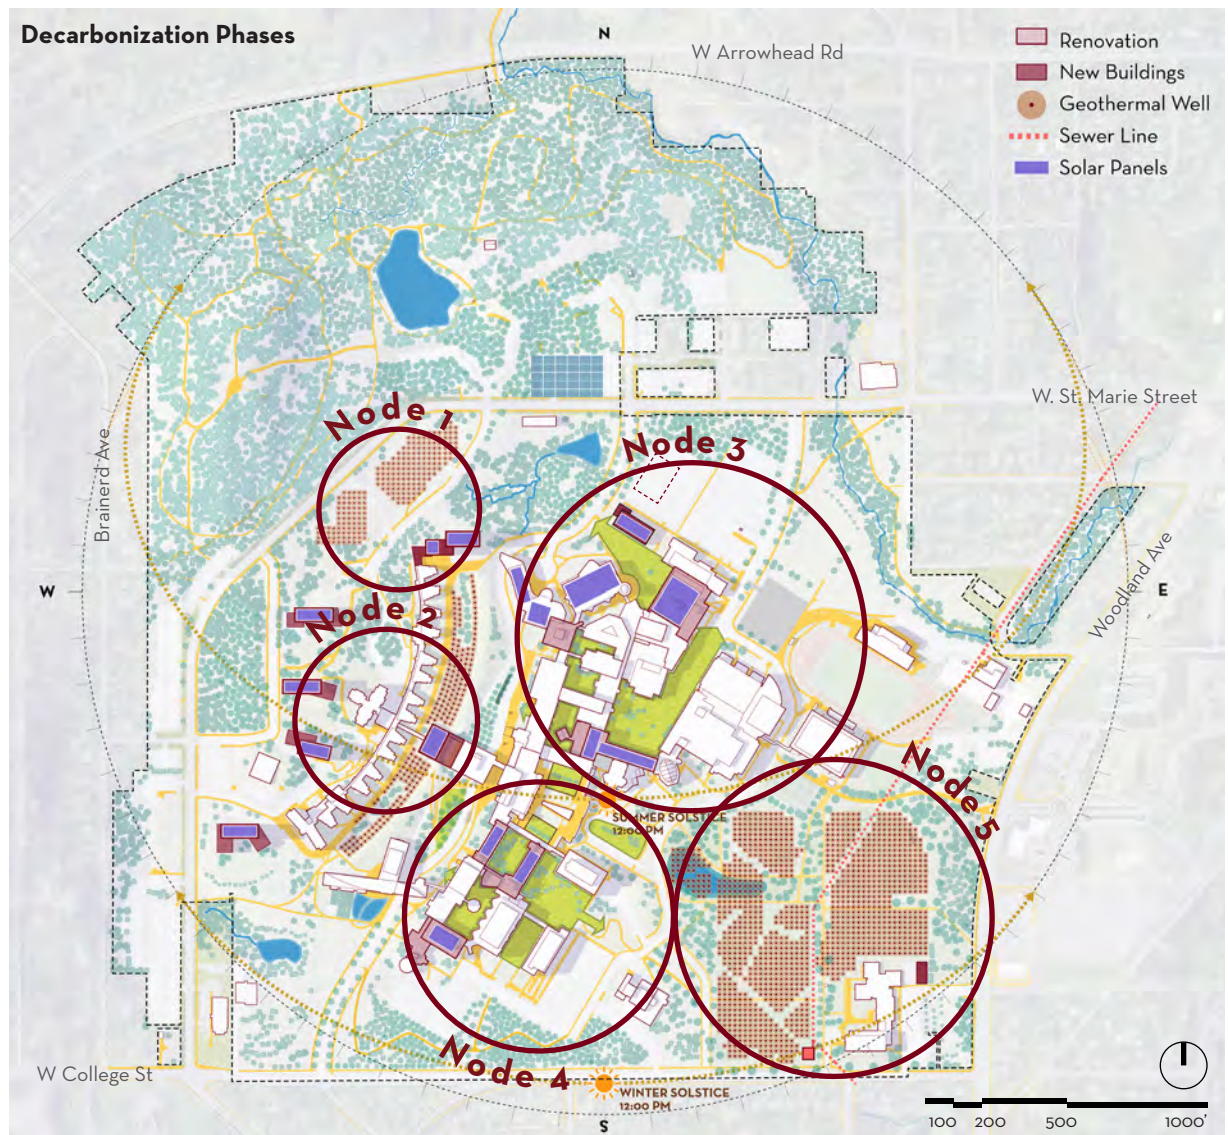 Decarbonization Phases
N
W Arrowhead Rd
Renovation
New Buildings
Geothermal Well
Sewer Line
Solar Panels
W. St. Marie Street
Node 1
Brainerd Ave
Node 3
Woodland Ave
W
E
Node 2
Node 5
SUMMER SOLSTICE
12:00 PM
Node 4
W College St
WINTER SOLSTICE
12:00 PM
S
100 200 500 1000'